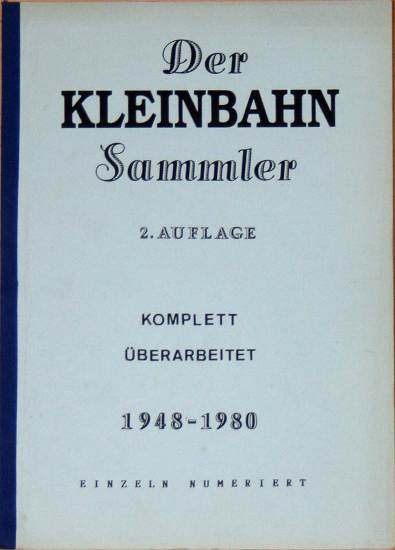 Der
KLEINBAHN
Sammler
2. AUFLAGE
KOMPLETT
ÜBERARBEITET
1948-1980
EINZELN NUMERIERT